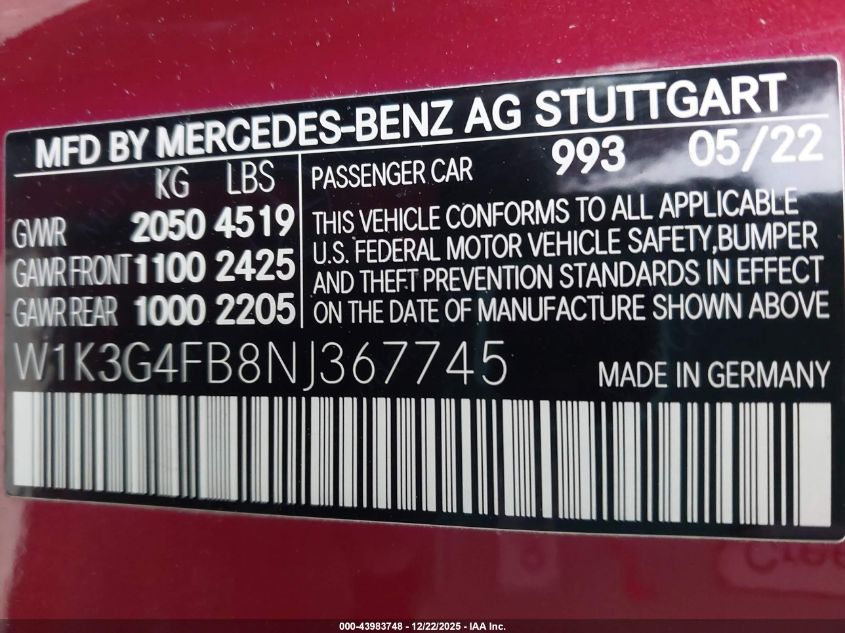 MFD BY MERCEDES-BENZ AG STUTTGART
KG LBS
GVWR 2050 4519
GAWR FRONT 1100 2425
GAWR REAR 1000 2205
PASSENGER CAR 993 05/22
THIS VEHICLE CONFORMS TO ALL APPLICABLE
U.S. FEDERAL MOTOR VEHICLE SAFETY,BUMPER
AND THEFT PREVENTION STANDARDS IN EFFECT
ON THE DATE OF MANUFACTURE SHOWN ABOVE
W1K3G4FB8NJ367745 MADE IN GERMANY
000-43983748 - 12/22/2025 - IAA Inc.